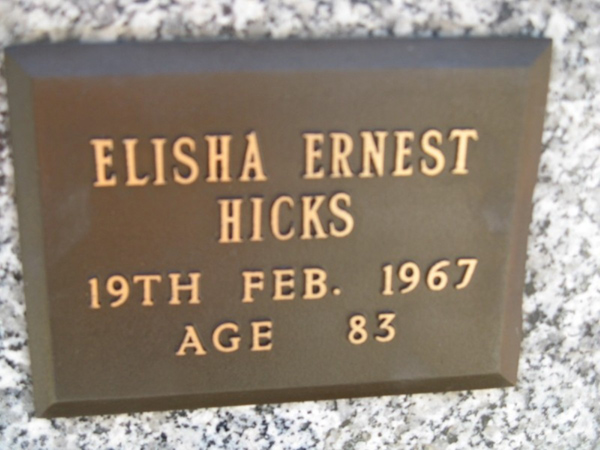 ELISHA ERNEST
HICKS
19TH FEB. 1967
AGE 83